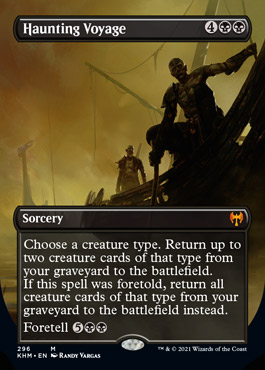 Haunting Voyage 4
Sorcery
Choose a creature type. Return up to
two creature cards of that type from
your graveyard to the battlefield.
If this spell was foretold, return all
creature cards of that type from your
graveyard to the battlefield instead.
Foretell 5
296 M
KHM • EN RANDY VARGAS
™ & © 2021 Wizards of the Coast